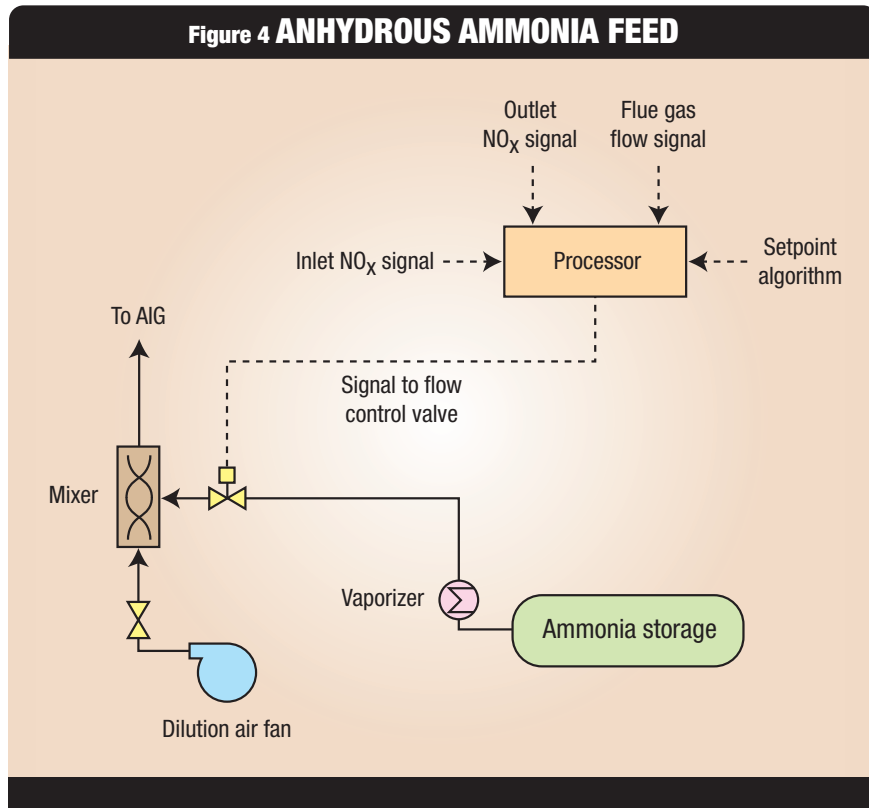 Figure 4 ANHYDROUS AMMONIA FEED
Outlet
NOX signal
Flue gas
flow signal
Inlet NOX signal
Processor
Setpoint
algorithm
To AIG
Signal to flow
control valve
Mixer
Vaporizer
Ammonia storage
Dilution air fan